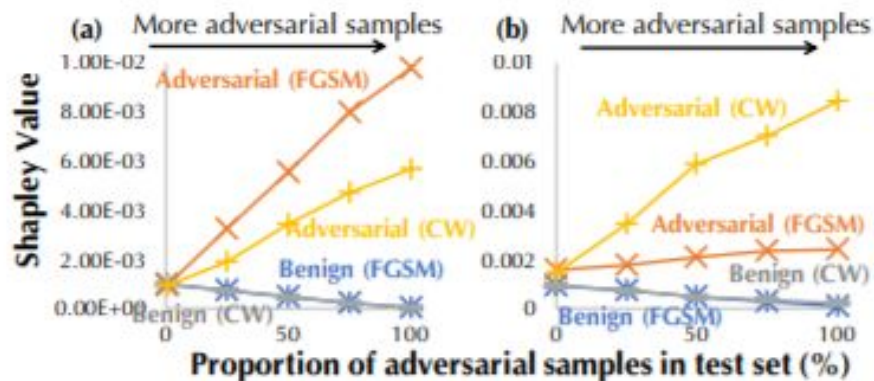 (a) More adversarial samples
1.00E-02
Adversarial (FGSM)
8.00E-03
6.00E-03
4.00E-03
Adversarial (CW)
2.00E-03
Benign (FGSM)
0.00E+00
Benign (CW)
0 50 100
Shapley Value
(b) More adversarial samples
0.01
Adversarial (CW)
0.008
0.006
0.004
Adversarial (FGSM)
0.002
Benign (CW)
0
Benign (FGSM)
0 50 100
Proportion of adversarial samples in test set (%)